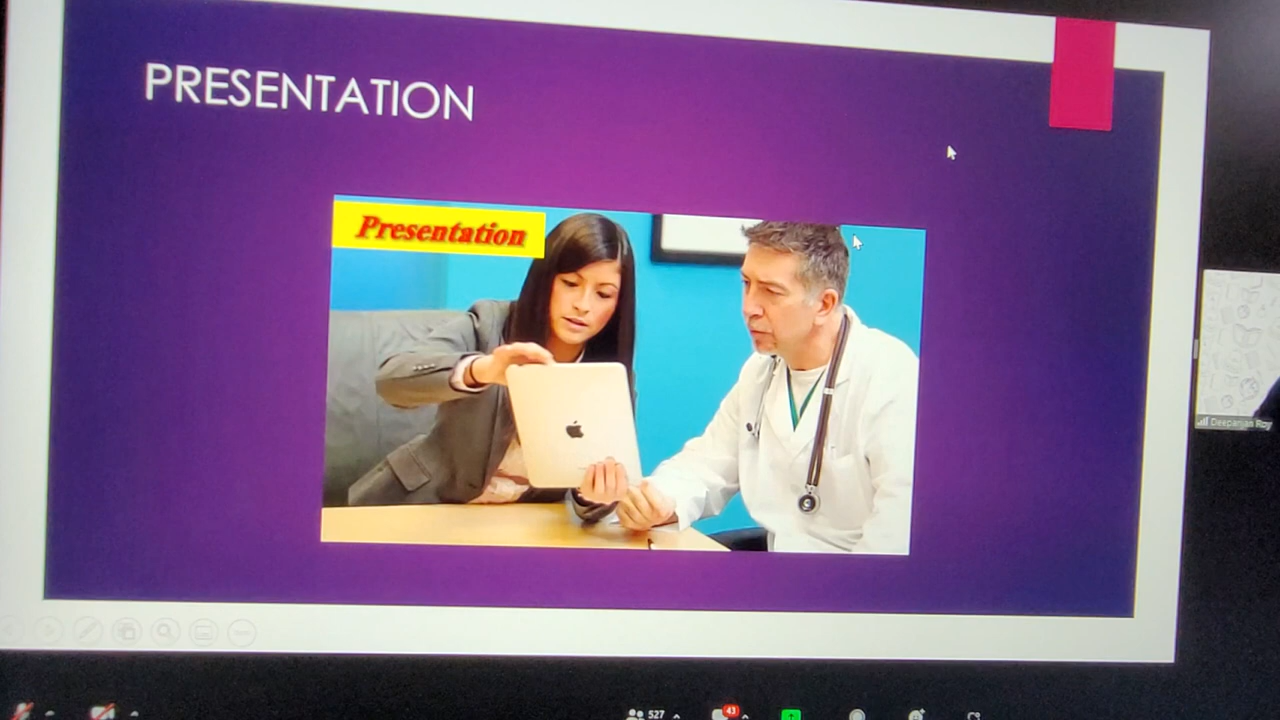 PRESENTATION
Presentation
Deepanjan Roy
527
43